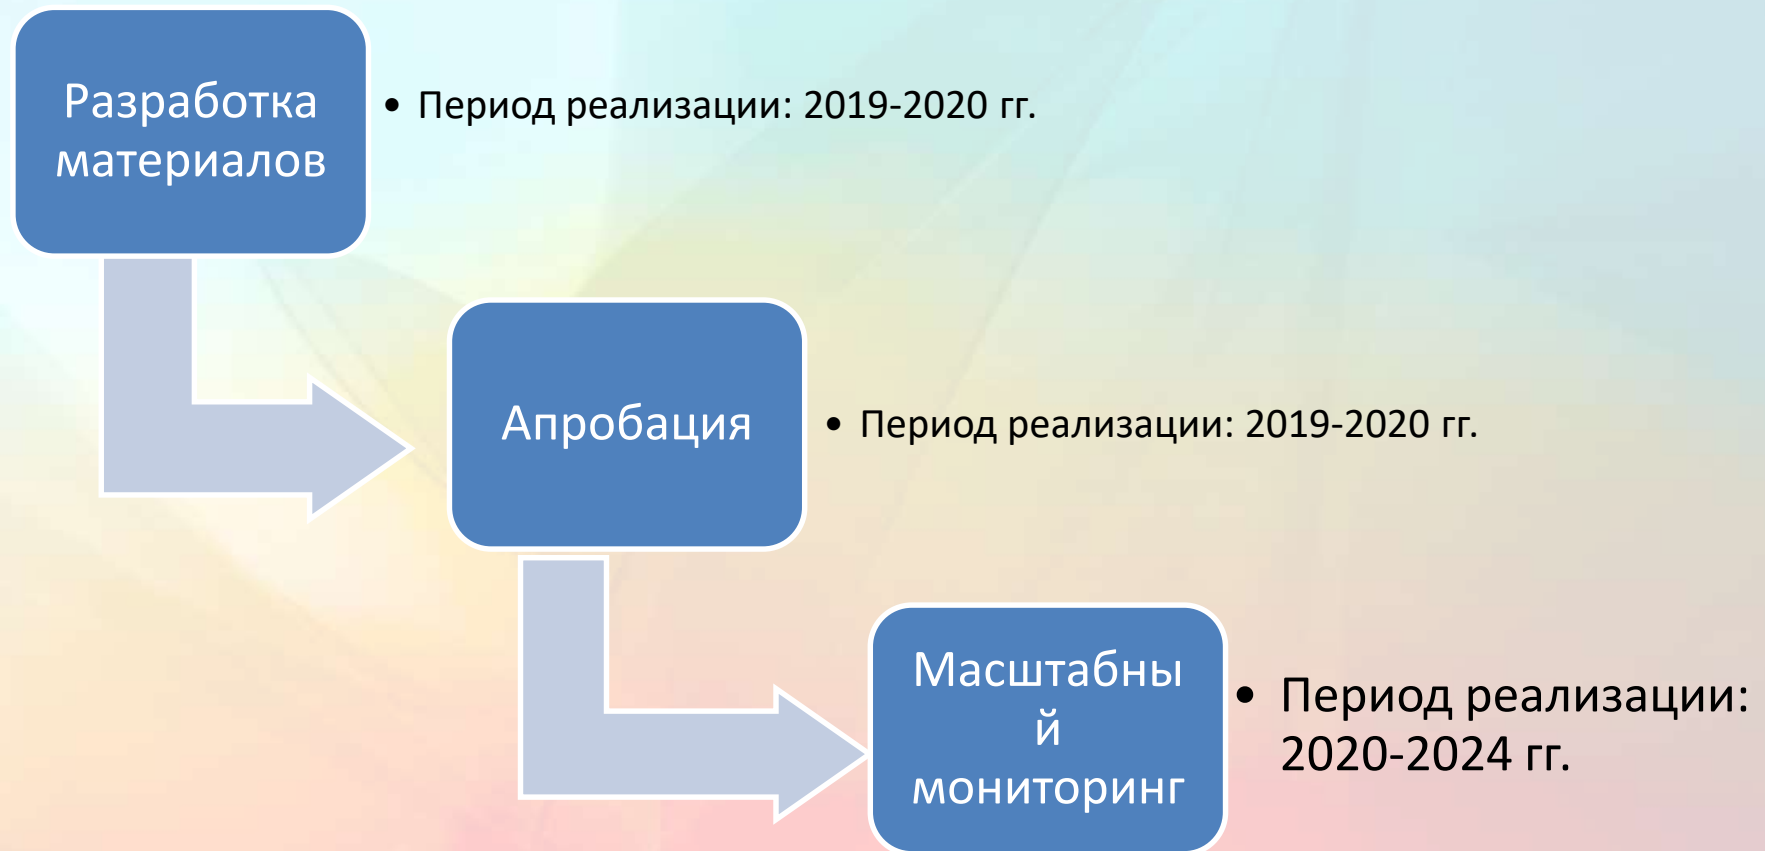 Разработка
материалов
• Период реализации: 2019-2020 гг.
Апробация
• Период реализации: 2019-2020 гг.
Масштабны
й
мониторинг
• Период реализации:
2020-2024 гг.